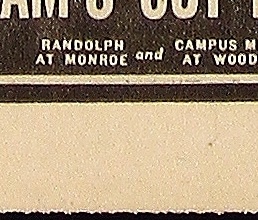 RANDOLPH
AT MONROE and
CAMPUS M
AT WOOD